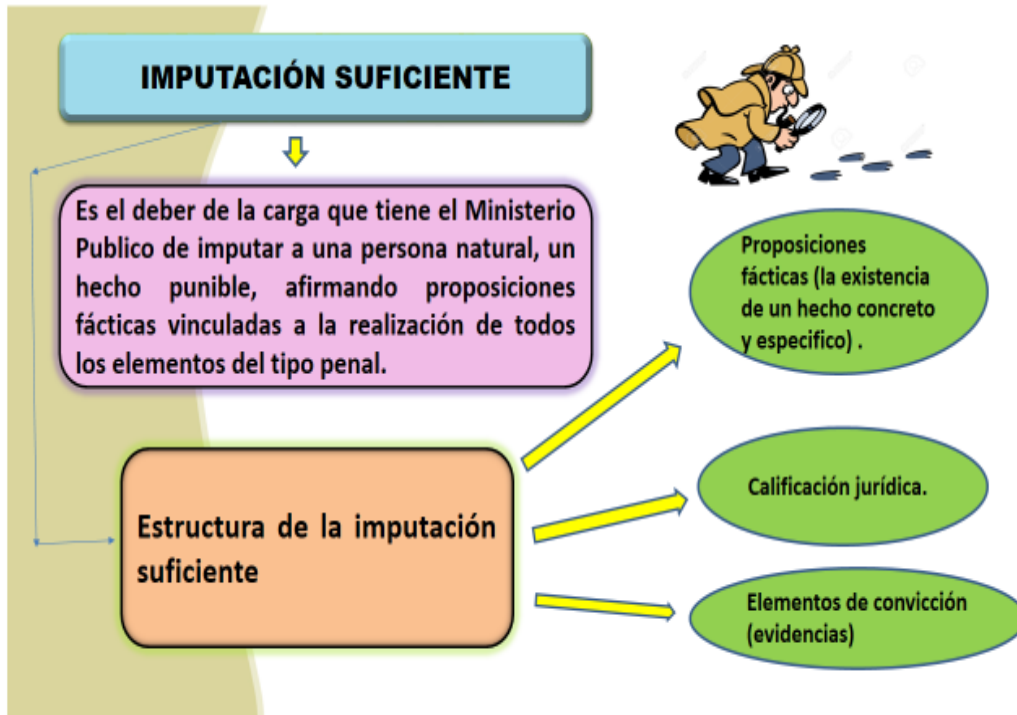 IMPUTACIÓN SUFICIENTE
Es el deber de la carga que tiene el Ministerio
Publico de imputar a una persona natural, un
hecho punible, afirmando proposiciones
fácticas vinculadas a la realización de todos
los elementos del tipo penal.
Proposiciones
fácticas (la existencia
de un hecho concreto
y especifico) .
Estructura de la imputación
suficiente
Calificación jurídica.
Elementos de convicción
(evidencias)